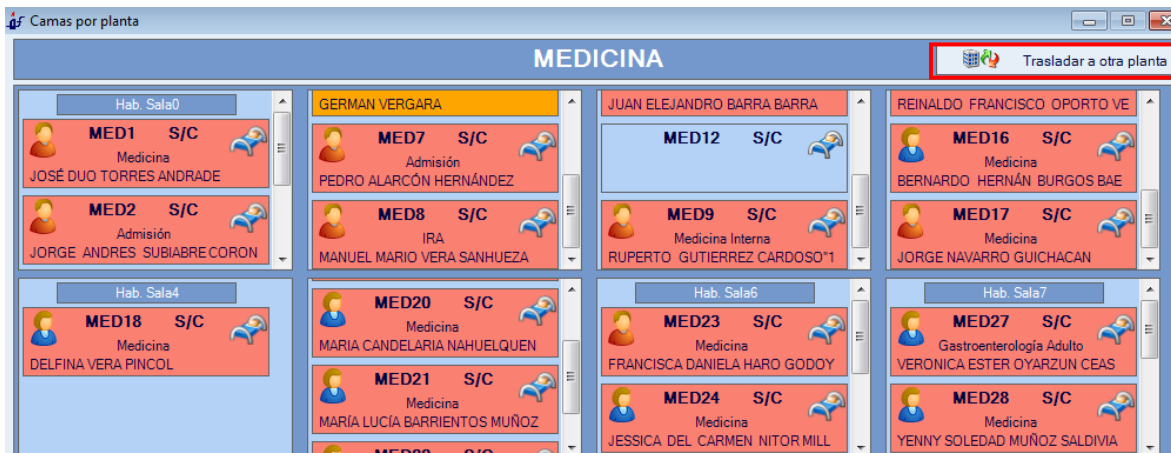 Camas por planta
MEDICINA
Trasladar a otra planta
Hab. Sala0
MED1 S/C
Medicina
JOSÉ DUO TORRES ANDRADE
MED2 S/C
Admisión
JORGE ANDRES SUBIABRE CORON
GERMAN VERGARA
MED7 S/C
Admisión
PEDRO ALARCÓN HERNÁNDEZ
MED8 S/C
IRA
MANUEL MARIO VERA SANHUEZA
JUAN ELEJANDRO BARRA BARRA
MED12 S/C
MED9 S/C
Medicina Interna
RUPERTO GUTIERREZ CARDOSO"1
REINALDO FRANCISCO OPORTO VE
MED16 S/C
Medicina
BERNARDO HERNÁN BURGOS BAE
MED17 S/C
Medicina
JORGE NAVARRO GUICHACAN
Hab. Sala4
MED18 S/C
Medicina
DELFINA VERA PINCOL
MED20 S/C
Medicina
MARIA CANDELARIA NAHUELQUEN
MED21 S/C
Medicina
MARÍA LUCÍA BARRIENTOS MUÑOZ
Hab. Sala6
MED23 S/C
Medicina
FRANCISCA DANIELA HARO GODOY
MED24 S/C
Medicina
JESSICA DEL CARMEN NITOR MILL
Hab. Sala7
MED27 S/C
Gastroenterología Adulto
VERONICA ESTER OYARZUN CEAS
MED28 S/C
Medicina
YENNY SOLEDAD MUÑOZ SALDIVIA